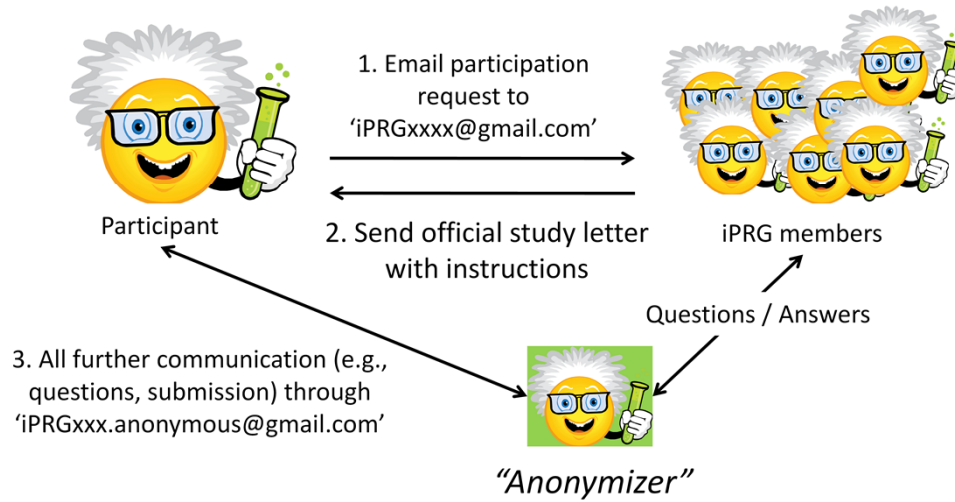 1. Email participation
request to
‘iPRGxxxx@gmail.com’
Participant
2. Send official study letter
with instructions
iPRG members
Questions / Answers
3. All further communication (e.g.,
questions, submission) through
‘iPRGxxx.anonymous@gmail.com’
“Anonymizer”